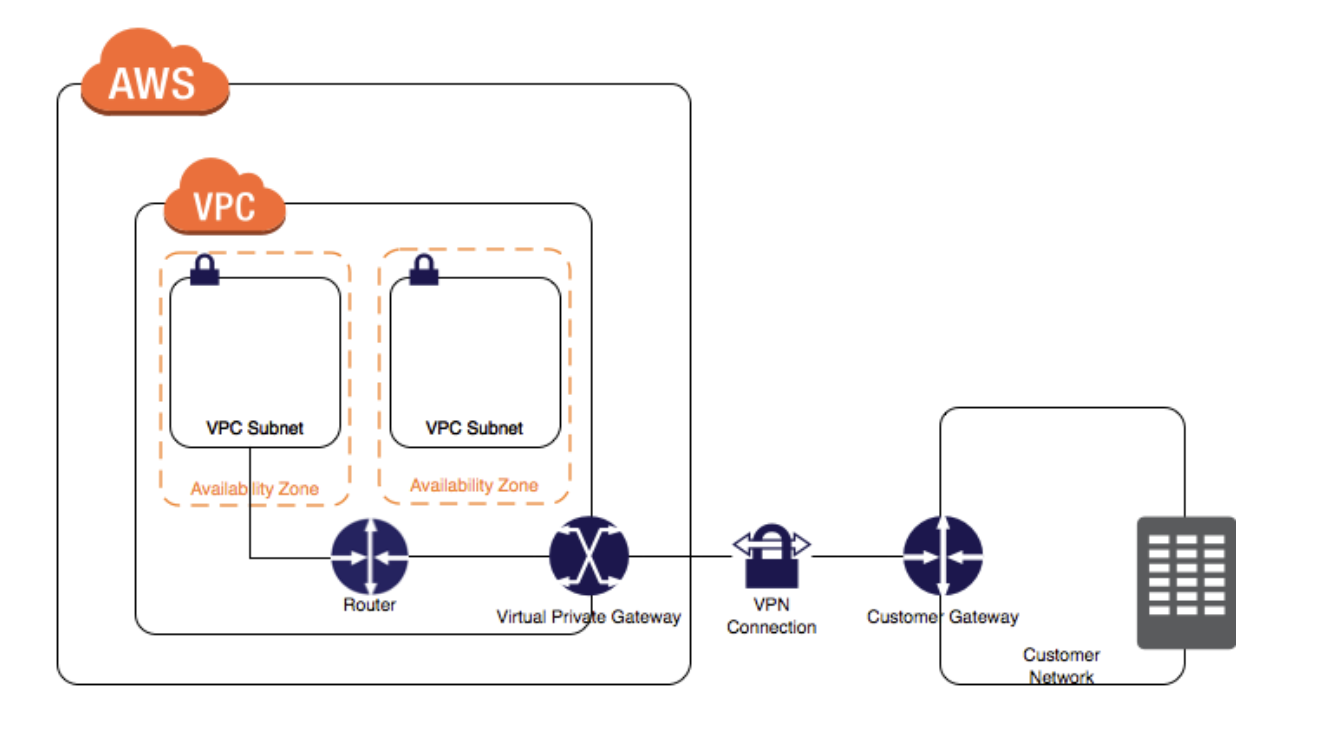 AWS
VPC
VPC Subnet
VPC Subnet
Availability Zone
Availability Zone
Router
Virtual Private Gateway
VPN
Connection
Customer Gateway
Customer
Network